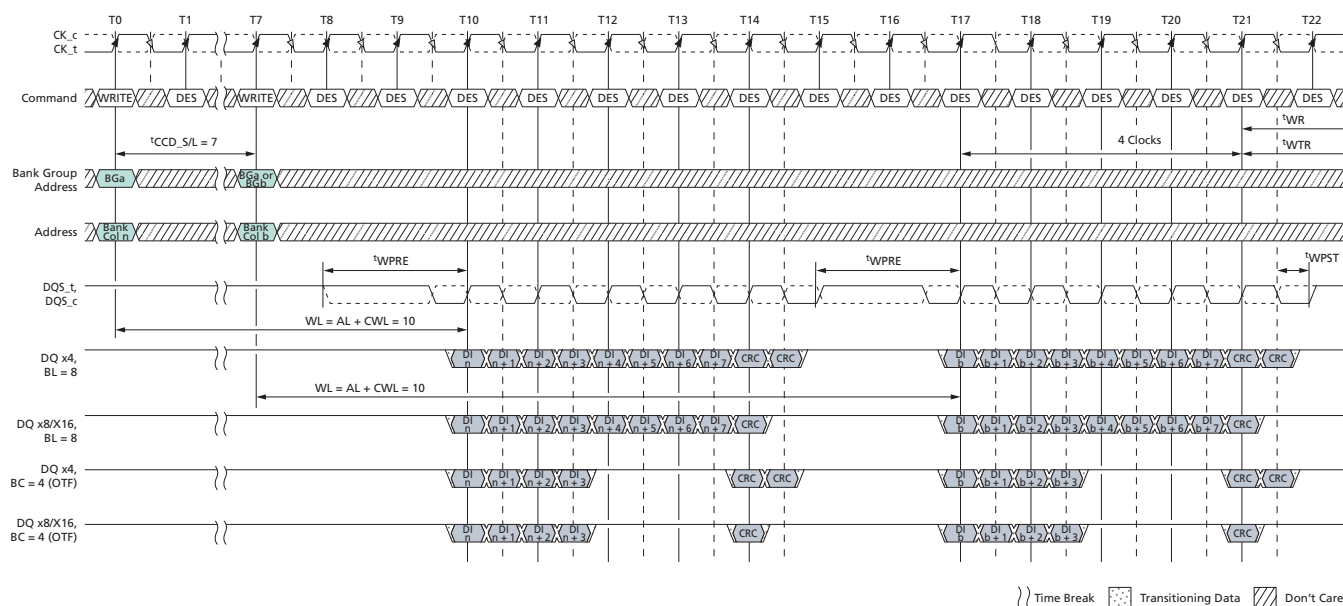 T0 T1 T7 T8 T9 T10 T11 T12 T13 T14 T15 T16 T17 T18 T19 T20 T21 T22
CK_c
CK_t
Command WRITE DES WRITE DES DES DES DES DES DES DES DES DES DES DES DES DES DES DES
tWR
tCCD_S/L = 7 4 Clocks tWTR
Bank Group
Address
BGa BGa or
BGb
Address Bank
Col n
Bank
Col b
tWPRE tWPRE tWPST
DQS_t,
DQS_c
WL = AL + CWL = 10
DQ x4,
BL = 8
DI
n
DI
n + 1
DI
n + 2
DI
n + 3
DI
n + 4
DI
n + 5
DI
n + 6
DI
n + 7
CRC CRC
DI
b
DI
b + 1
DI
b + 2
DI
b + 3
DI
b + 4
DI
b + 5
DI
b + 6
DI
b + 7
CRC CRC
WL = AL + CWL = 10
DQ x8/X16,
BL = 8
DI
n
DI
n + 1
DI
n + 2
DI
n + 3
DI
n + 4
DI
n + 5
DI
n + 6
DI
n + 7
CRC
DI
b
DI
b + 1
DI
b + 2
DI
b + 3
DI
b + 4
DI
b + 5
DI
b + 6
DI
b + 7
CRC
DQ x4,
BC = 4 (OTF)
DI
n
DI
n + 1
DI
n + 2
DI
n + 3
CRC CRC
DI
b
DI
b + 1
DI
b + 2
DI
b + 3
CRC CRC
DQ x8/X16,
BC = 4 (OTF)
DI
n
DI
n + 1
DI
n + 2
DI
n + 3
CRC
DI
b
DI
b + 1
DI
b + 2
DI
b + 3
CRC
Time Break Transitioning Data Don't Care